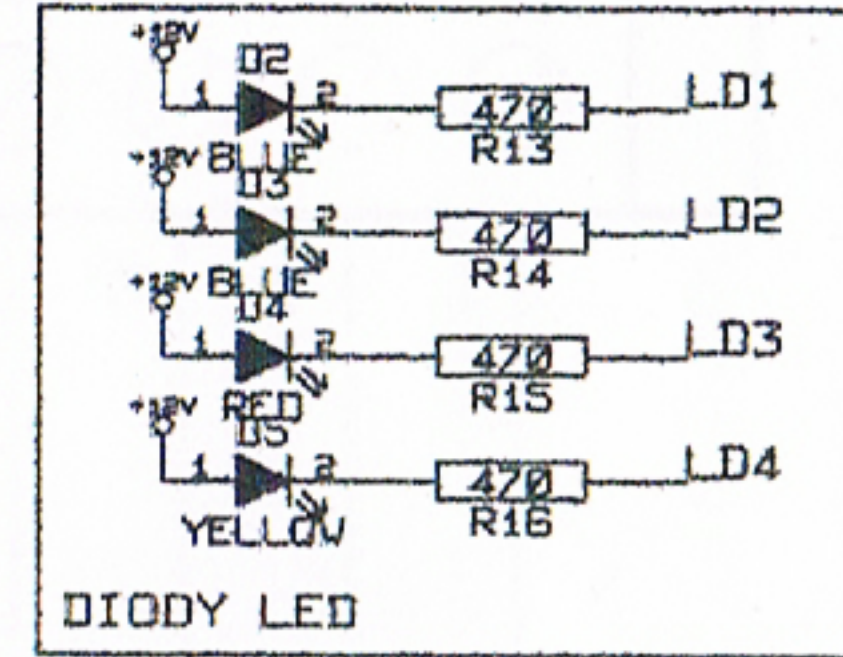 +12V
D2
1 2 470 LD1
BLUE R13
+12V
D3
1 2 470 LD2
BLUE R14
+12V
D4
1 2 470 LD3
RED R15
+12V
D5
1 2 470 LD4
YELLOW R16
DIODY LED